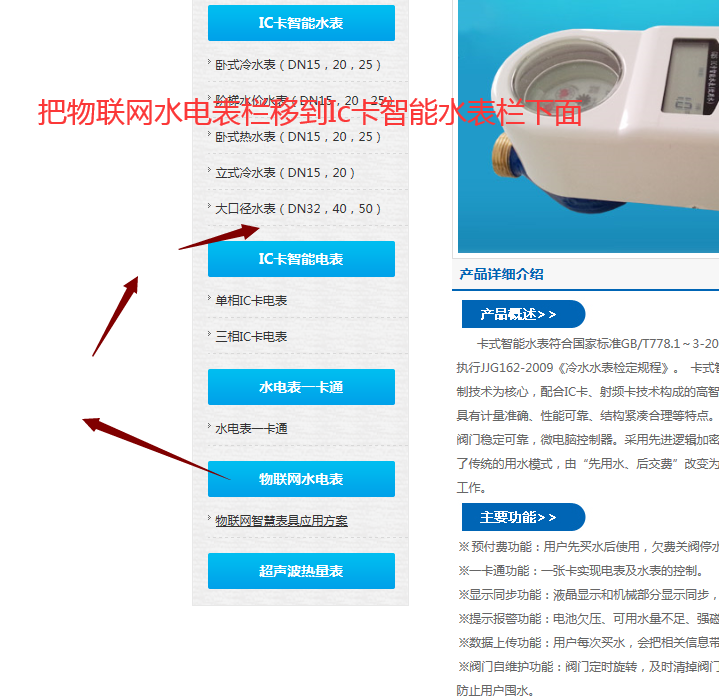 IC卡智能水表
卧式冷水表（DN15，20，25）
阶梯水价水表（DN15，20，25）
把物联网水电表栏移到Ic卡智能水表栏下面
卧式热水表（DN15，20，25）
立式冷水表（DN15，20）
大口径水表（DN32，40，50）
IC卡智能电表
单相IC卡电表
三相IC卡电表
水电表一卡通
水电表一卡通
物联网水电表
物联网智慧表具应用方案
超声波热量表
产品详细介绍
产品概述>>
卡式智能水表符合国家标准GB/T778.1～3-20
执行JJG162-2009《冷水水表检定规程》。 卡式智
制技术为核心，配合IC卡、射频卡技术构成的高智
具有计量准确、性能可靠、结构紧凑合理等特点。
阀门稳定可靠，微电脑控制器。采用先进逻辑加密
了传统的用水模式，由“先用水、后交费”改变为
工作。
主要功能>>
※预付费功能：用户先买水后使用，欠费关阀停水
※一卡通功能：一张卡实现电表及水表的控制。
※显示同步功能：液晶显示和机械部分显示同步，
※提示报警功能：电池欠压、可用水量不足、强磁
※数据上传功能：用户每次买水，会把相关信息带
※阀门自维护功能：阀门定时旋转，及时清掉阀门
防止用户围水。